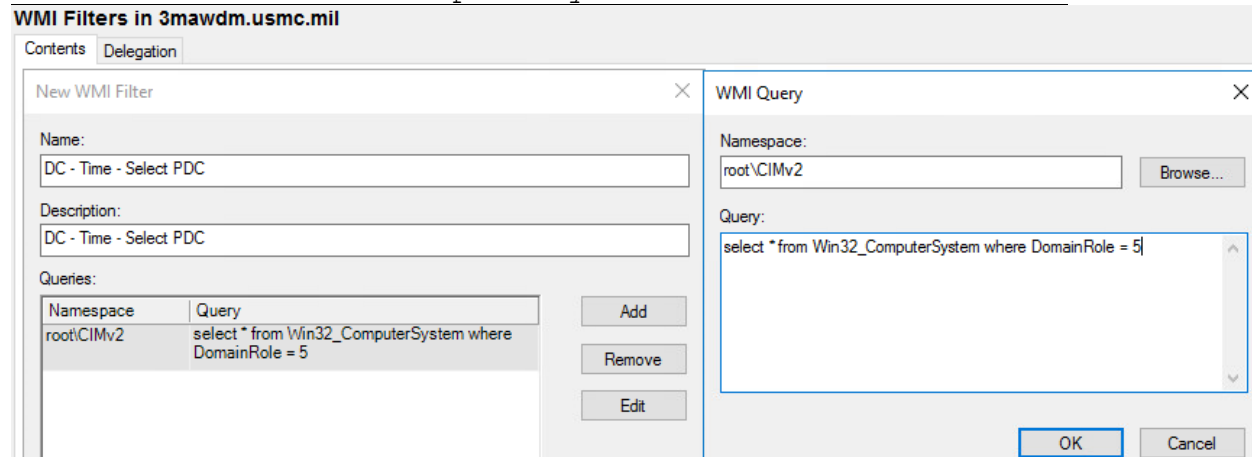 WMI Filters in 3mawdm.usmc.mil
Contents Delegation
New WMI Filter
Name:
DC - Time - Select PDC
Description:
DC - Time - Select PDC
Queries:
Namespace Query
root\CIMv2 select * from Win32_ComputerSystem where
DomainRole = 5
Add
Remove
Edit
WMI Query
Namespace:
root\CIMv2
Browse...
Query:
select * from Win32_ComputerSystem where DomainRole = 5
OK Cancel